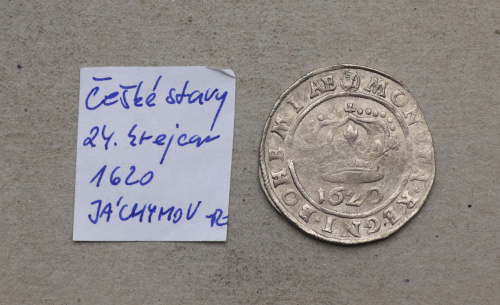 České stavy
24. krejcar
1620
JÁCHYMOV
MONETA·REGNI·BOHEMIAE
1620